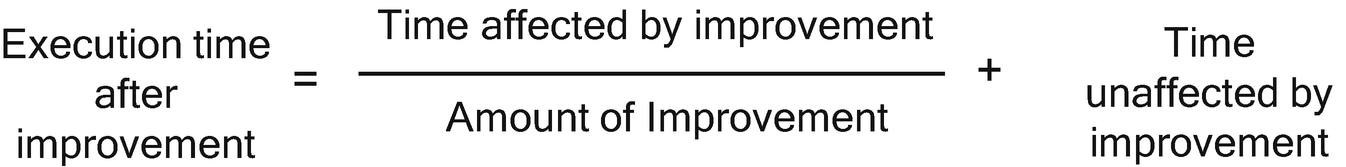 Execution time
after
improvement
=
Time affected by improvement
Amount of Improvement
+
Time
unaffected by
improvement